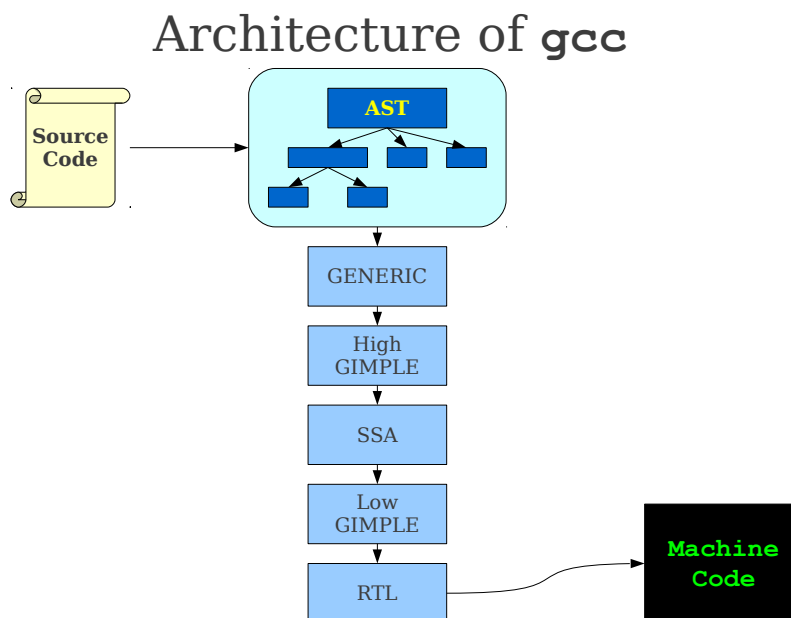 Architecture of gcc
Source
Code
AST
GENERIC
High
GIMPLE
SSA
Low
GIMPLE
RTL
Machine
Code